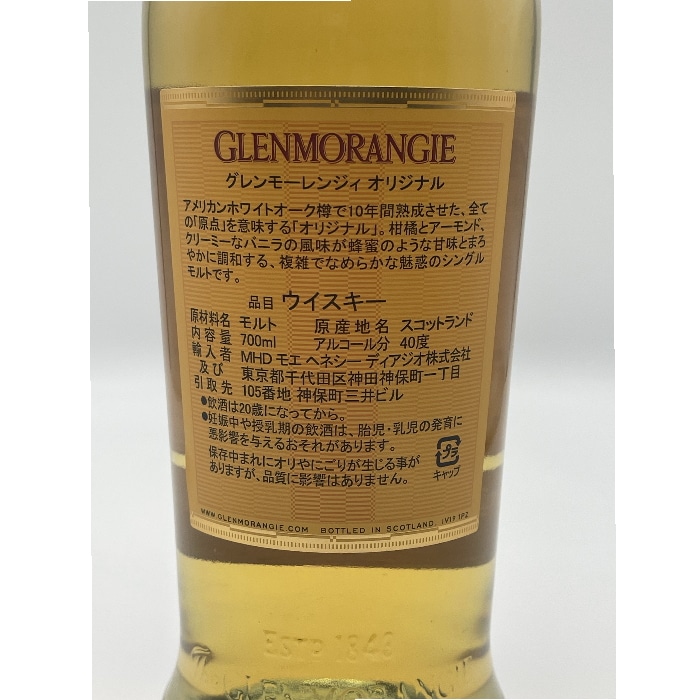 GLENMORANGIE
グレンモーレンジィ オリジナル
アメリカンホワイトオーク樽で10年間熟成させた、全て
の「原点」を意味する「オリジナル」。柑橘とアーモンド、
クリーミーなバニラの風味が蜂蜜のような甘味とまろ
やかに調和する、複雑でなめらかな魅惑のシングル
モルトです。
品目 ウイスキー
原材料名 モルト 原産地名 スコットランド
内容量 700ml アルコール分 40度
輸入者 MHD モエ ヘネシー ディアジオ株式会社
及び 東京都千代田区神田神保町一丁目
引取先 105番地 神保町三井ビル
●飲酒は20歳になってから。
●妊娠中や授乳期の飲酒は、胎児・乳児の発育に
悪影響を与えるおそれがあります。
保存中まれにオリやにごりが生じる事が
ありますが、品質に影響はありません。
プラ
キャップ
WWW.GLENMORANGIE.COM BOTTLED IN SCOTLAND, IV19 1PZ
ESTD 1843